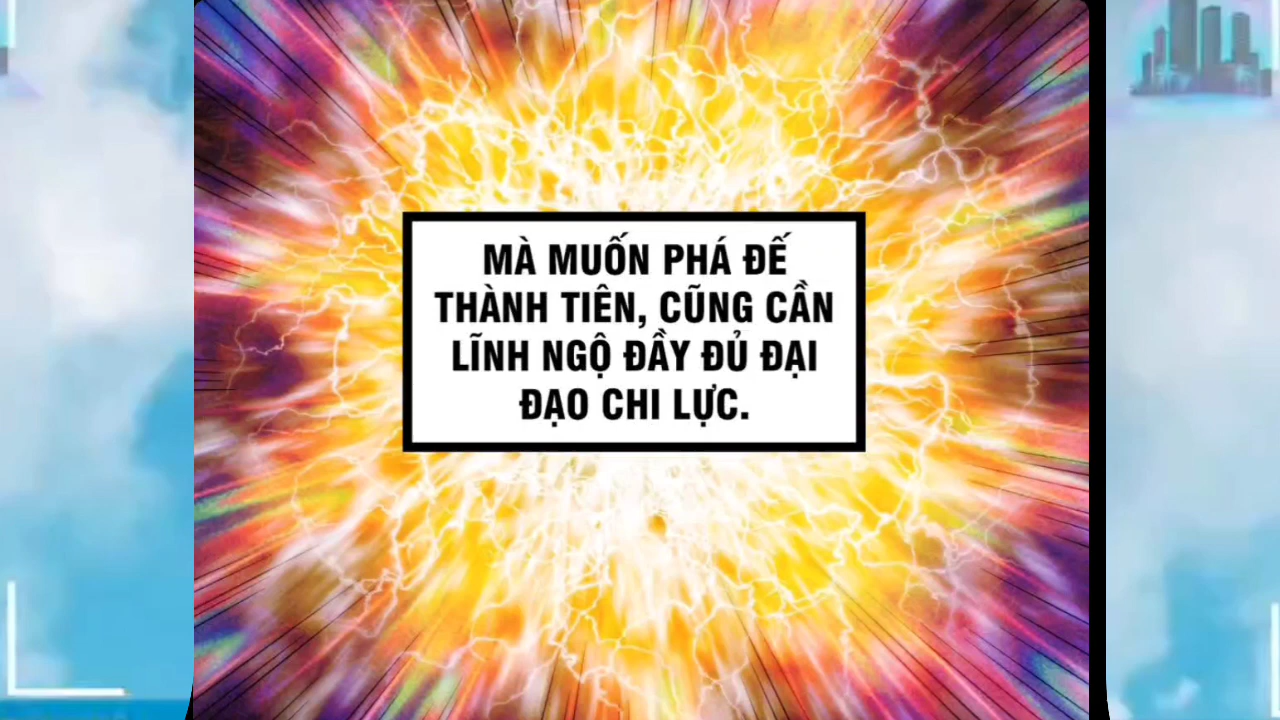 MÀ MUỐN PHÁ ĐẾ
THÀNH TIÊN, CŨNG CẦN
LĨNH NGỘ ĐẦY ĐỦ ĐẠI
ĐẠO CHI LỰC.